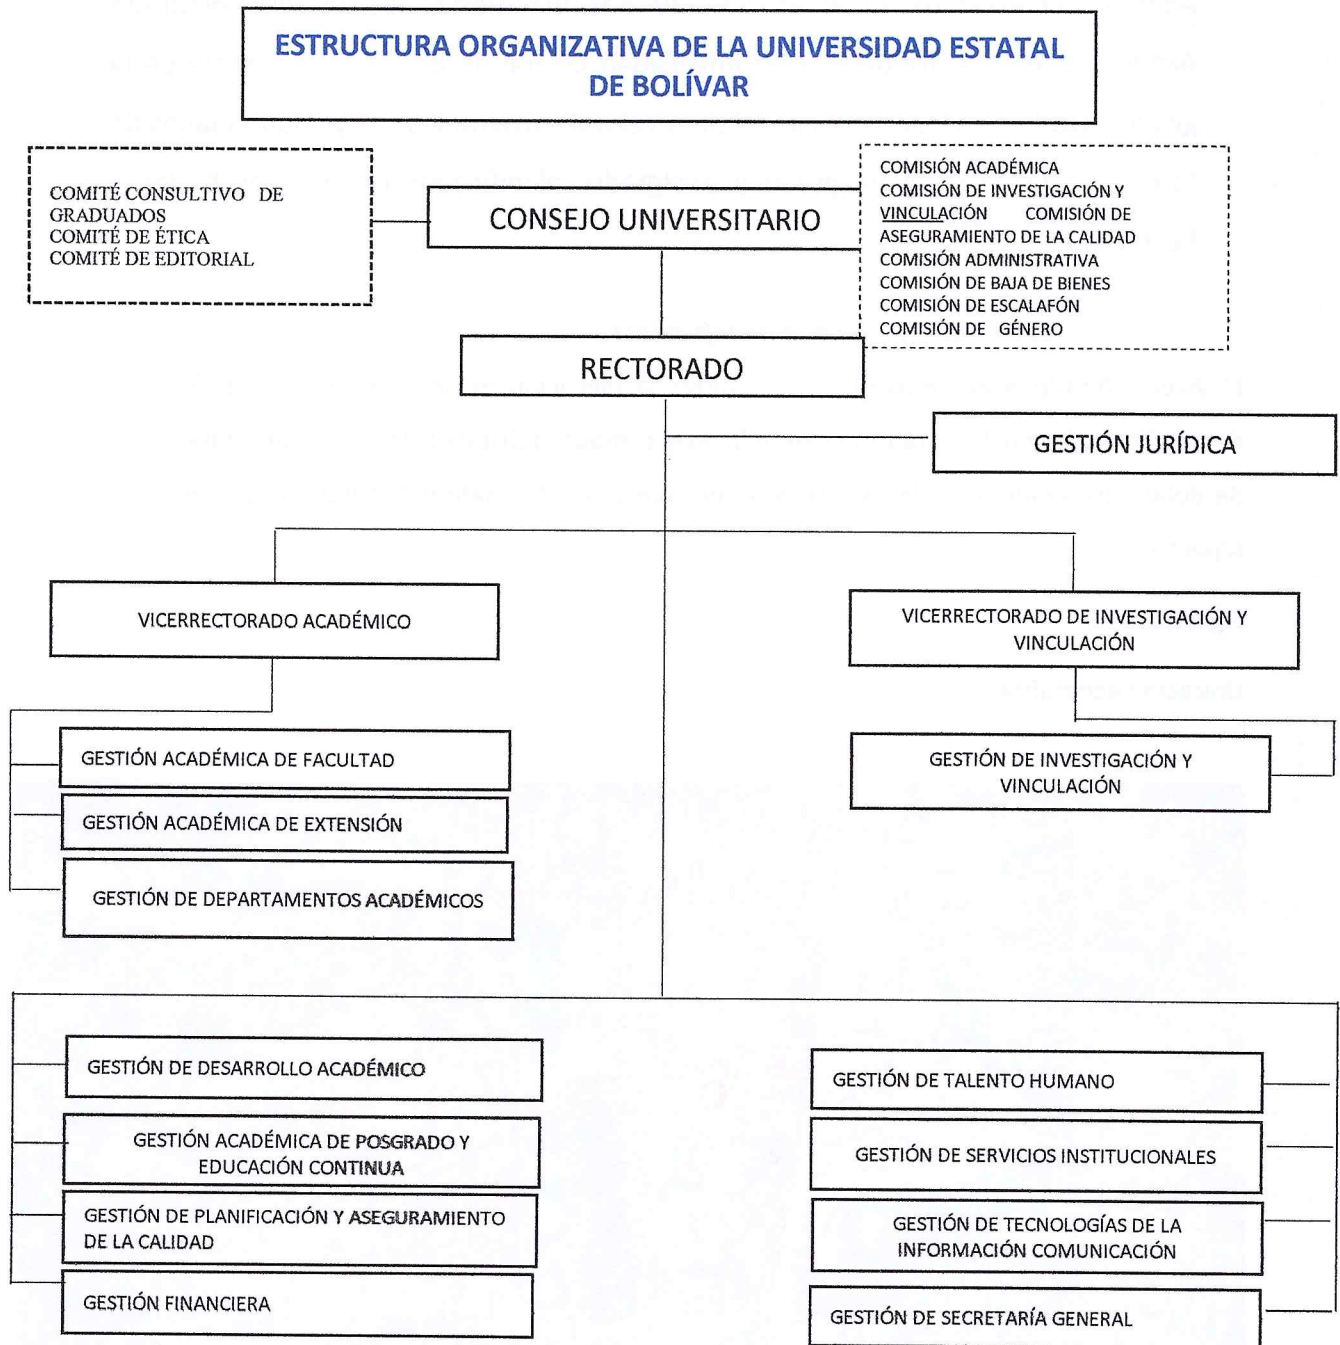 ESTRUCTURA ORGANIZATIVA DE LA UNIVERSIDAD ESTATAL
DE BOLÍVAR
COMITÉ CONSULTIVO DE
GRADUADOS
COMITÉ DE ÉTICA
COMITÉ DE EDITORIAL
CONSEJO UNIVERSITARIO
COMISIÓN ACADÉMICA
COMISIÓN DE INVESTIGACIÓN Y
VINCULACIÓN COMISIÓN DE
ASEGURAMIENTO DE LA CALIDAD
COMISIÓN ADMINISTRATIVA
COMISIÓN DE BAJA DE BIENES
COMISIÓN DE ESCALAFÓN
COMISIÓN DE GÉNERO
RECTORADO
GESTIÓN JURÍDICA
VICERRECTORADO ACADÉMICO
VICERRECTORADO DE INVESTIGACIÓN Y
VINCULACIÓN
GESTIÓN ACADÉMICA DE FACULTAD
GESTIÓN ACADÉMICA DE EXTENSIÓN
GESTIÓN DE DEPARTAMENTOS ACADÉMICOS
GESTIÓN DE INVESTIGACIÓN Y
VINCULACIÓN
GESTIÓN DE DESARROLLO ACADÉMICO
GESTIÓN ACADÉMICA DE POSGRADO Y
EDUCACIÓN CONTINUA
GESTIÓN DE PLANIFICACIÓN Y ASEGURAMIENTO
DE LA CALIDAD
GESTIÓN FINANCIERA
GESTIÓN DE TALENTO HUMANO
GESTIÓN DE SERVICIOS INSTITUCIONALES
GESTIÓN DE TECNOLOGÍAS DE LA
INFORMACIÓN COMUNICACIÓN
GESTIÓN DE SECRETARÍA GENERAL